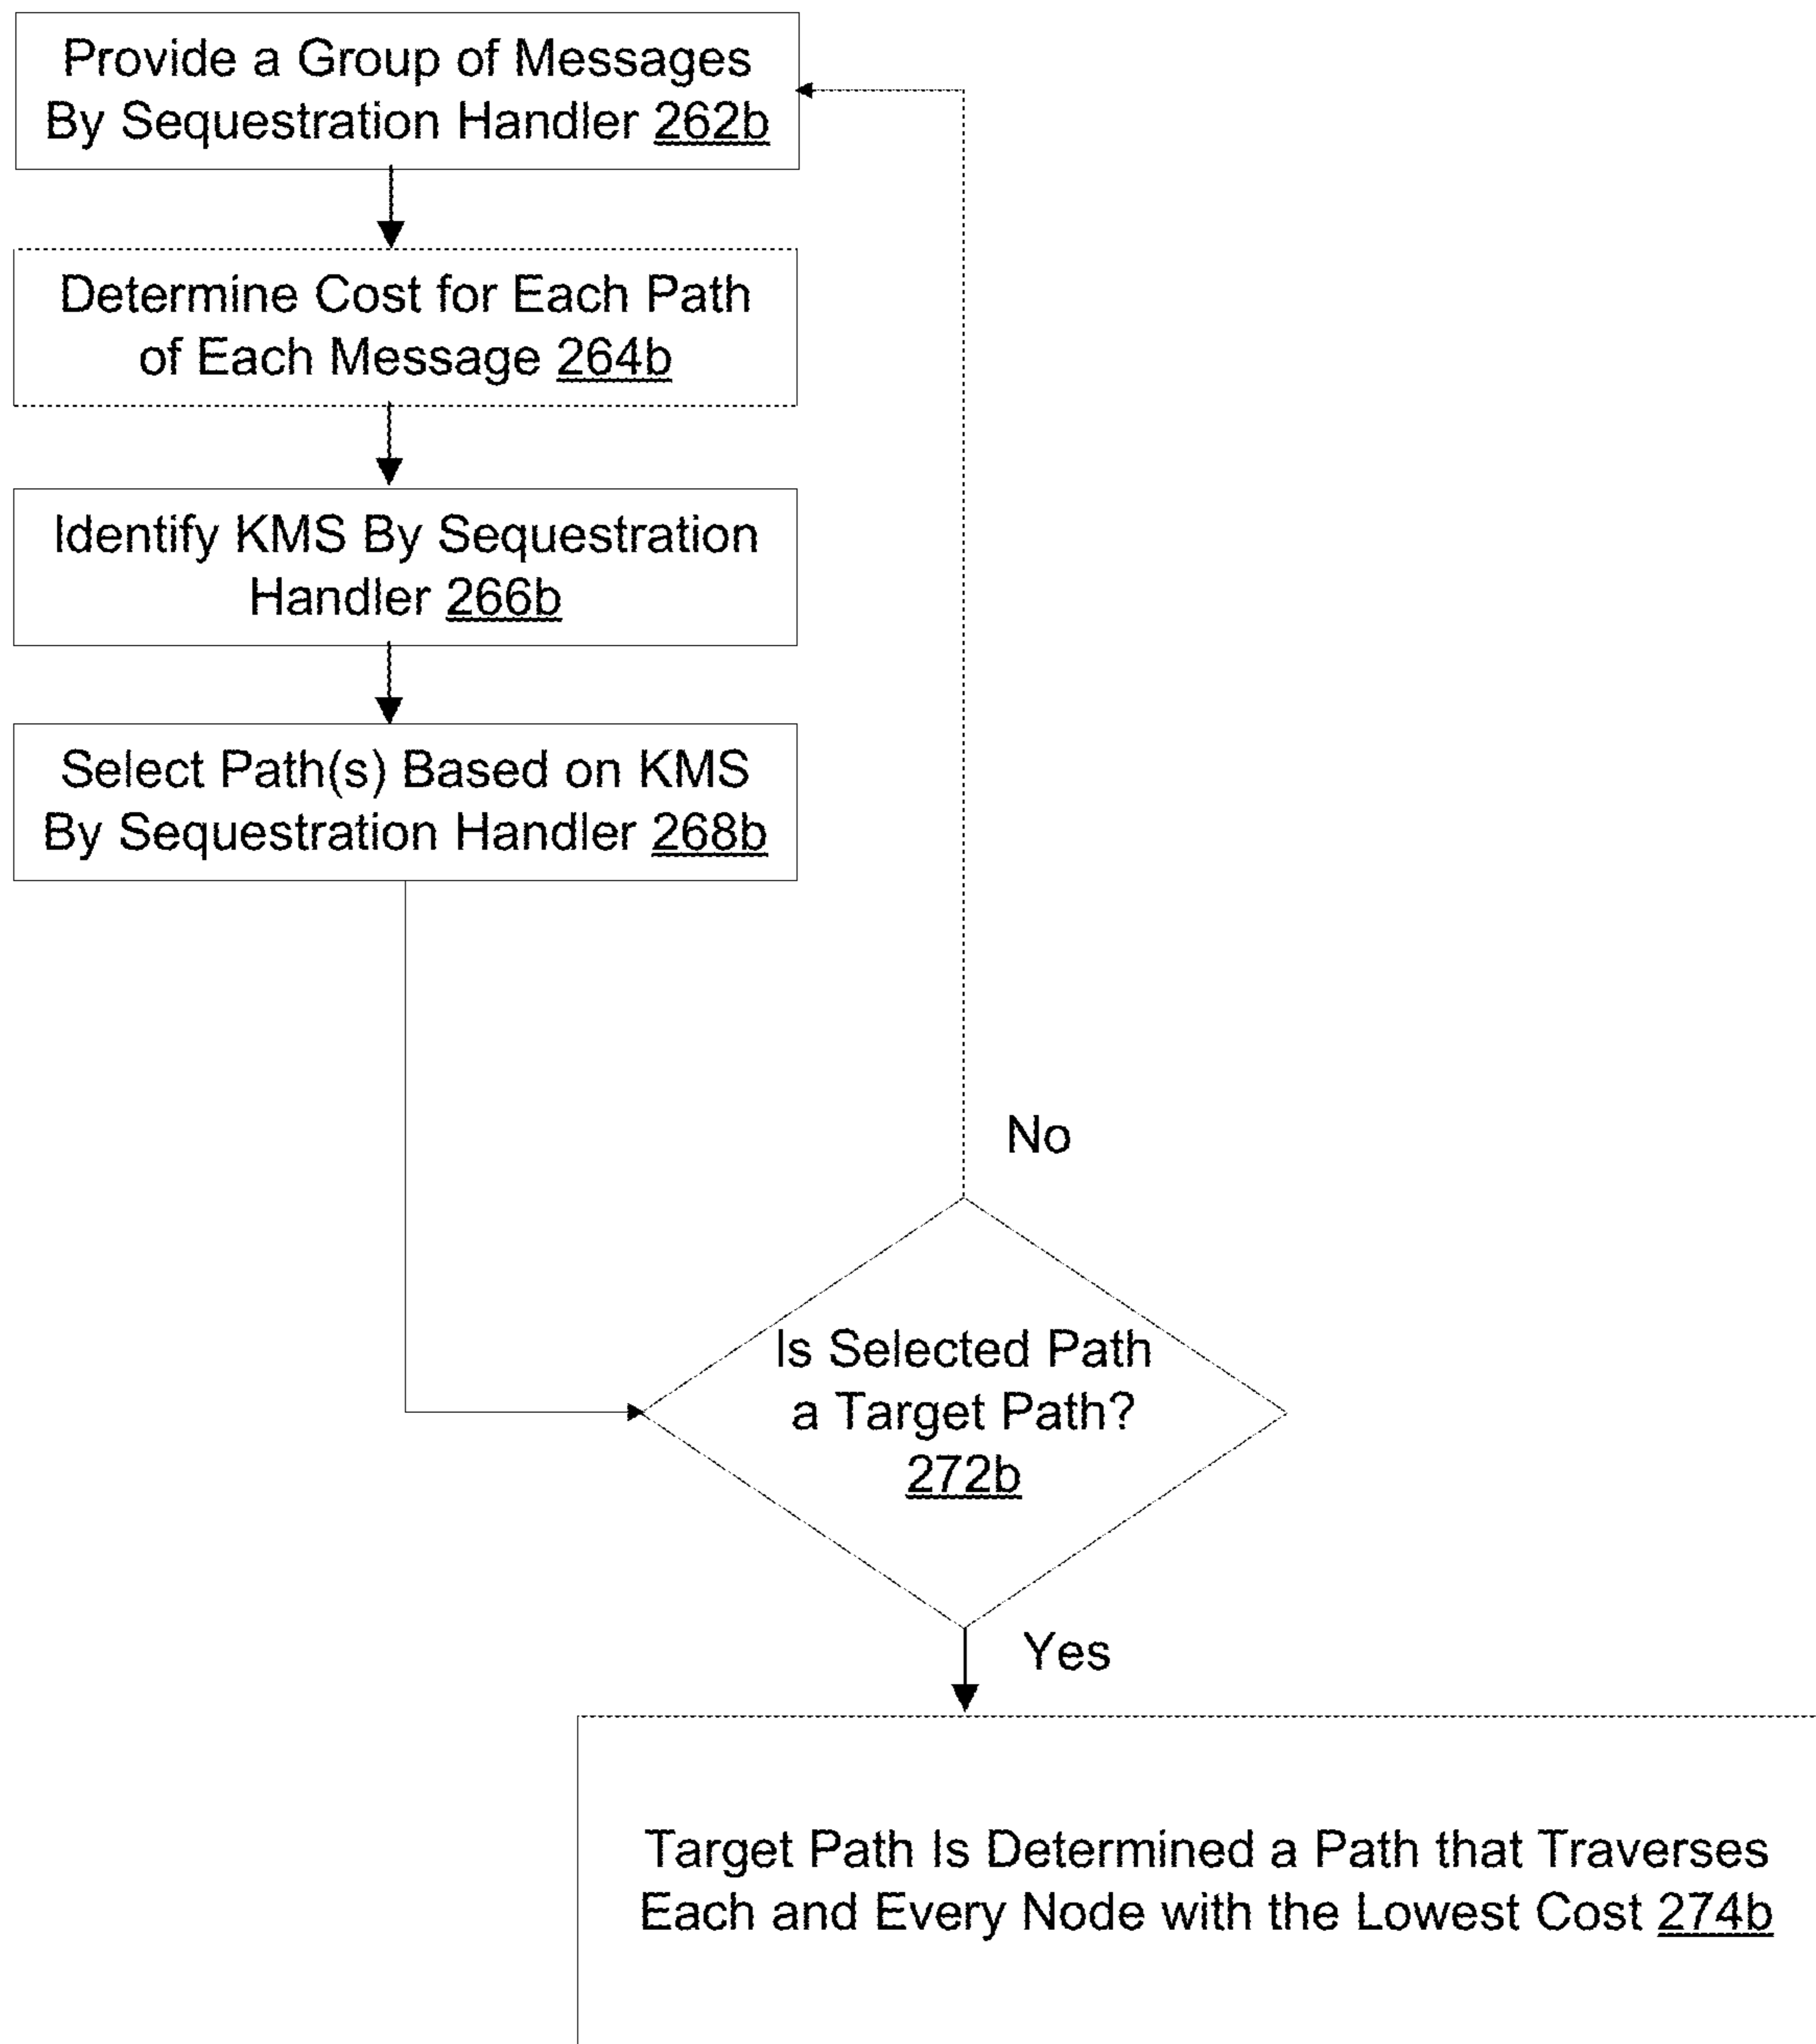 Provide a Group of Messages
By Sequestration Handler 262b
Determine Cost for Each Path
of Each Message 264b
Identify KMS By Sequestration
Handler 266b
Select Path(s) Based on KMS
By Sequestration Handler 268b
No
Is Selected Path
a Target Path?
272b
Yes
Target Path Is Determined a Path that Traverses
Each and Every Node with the Lowest Cost 274b